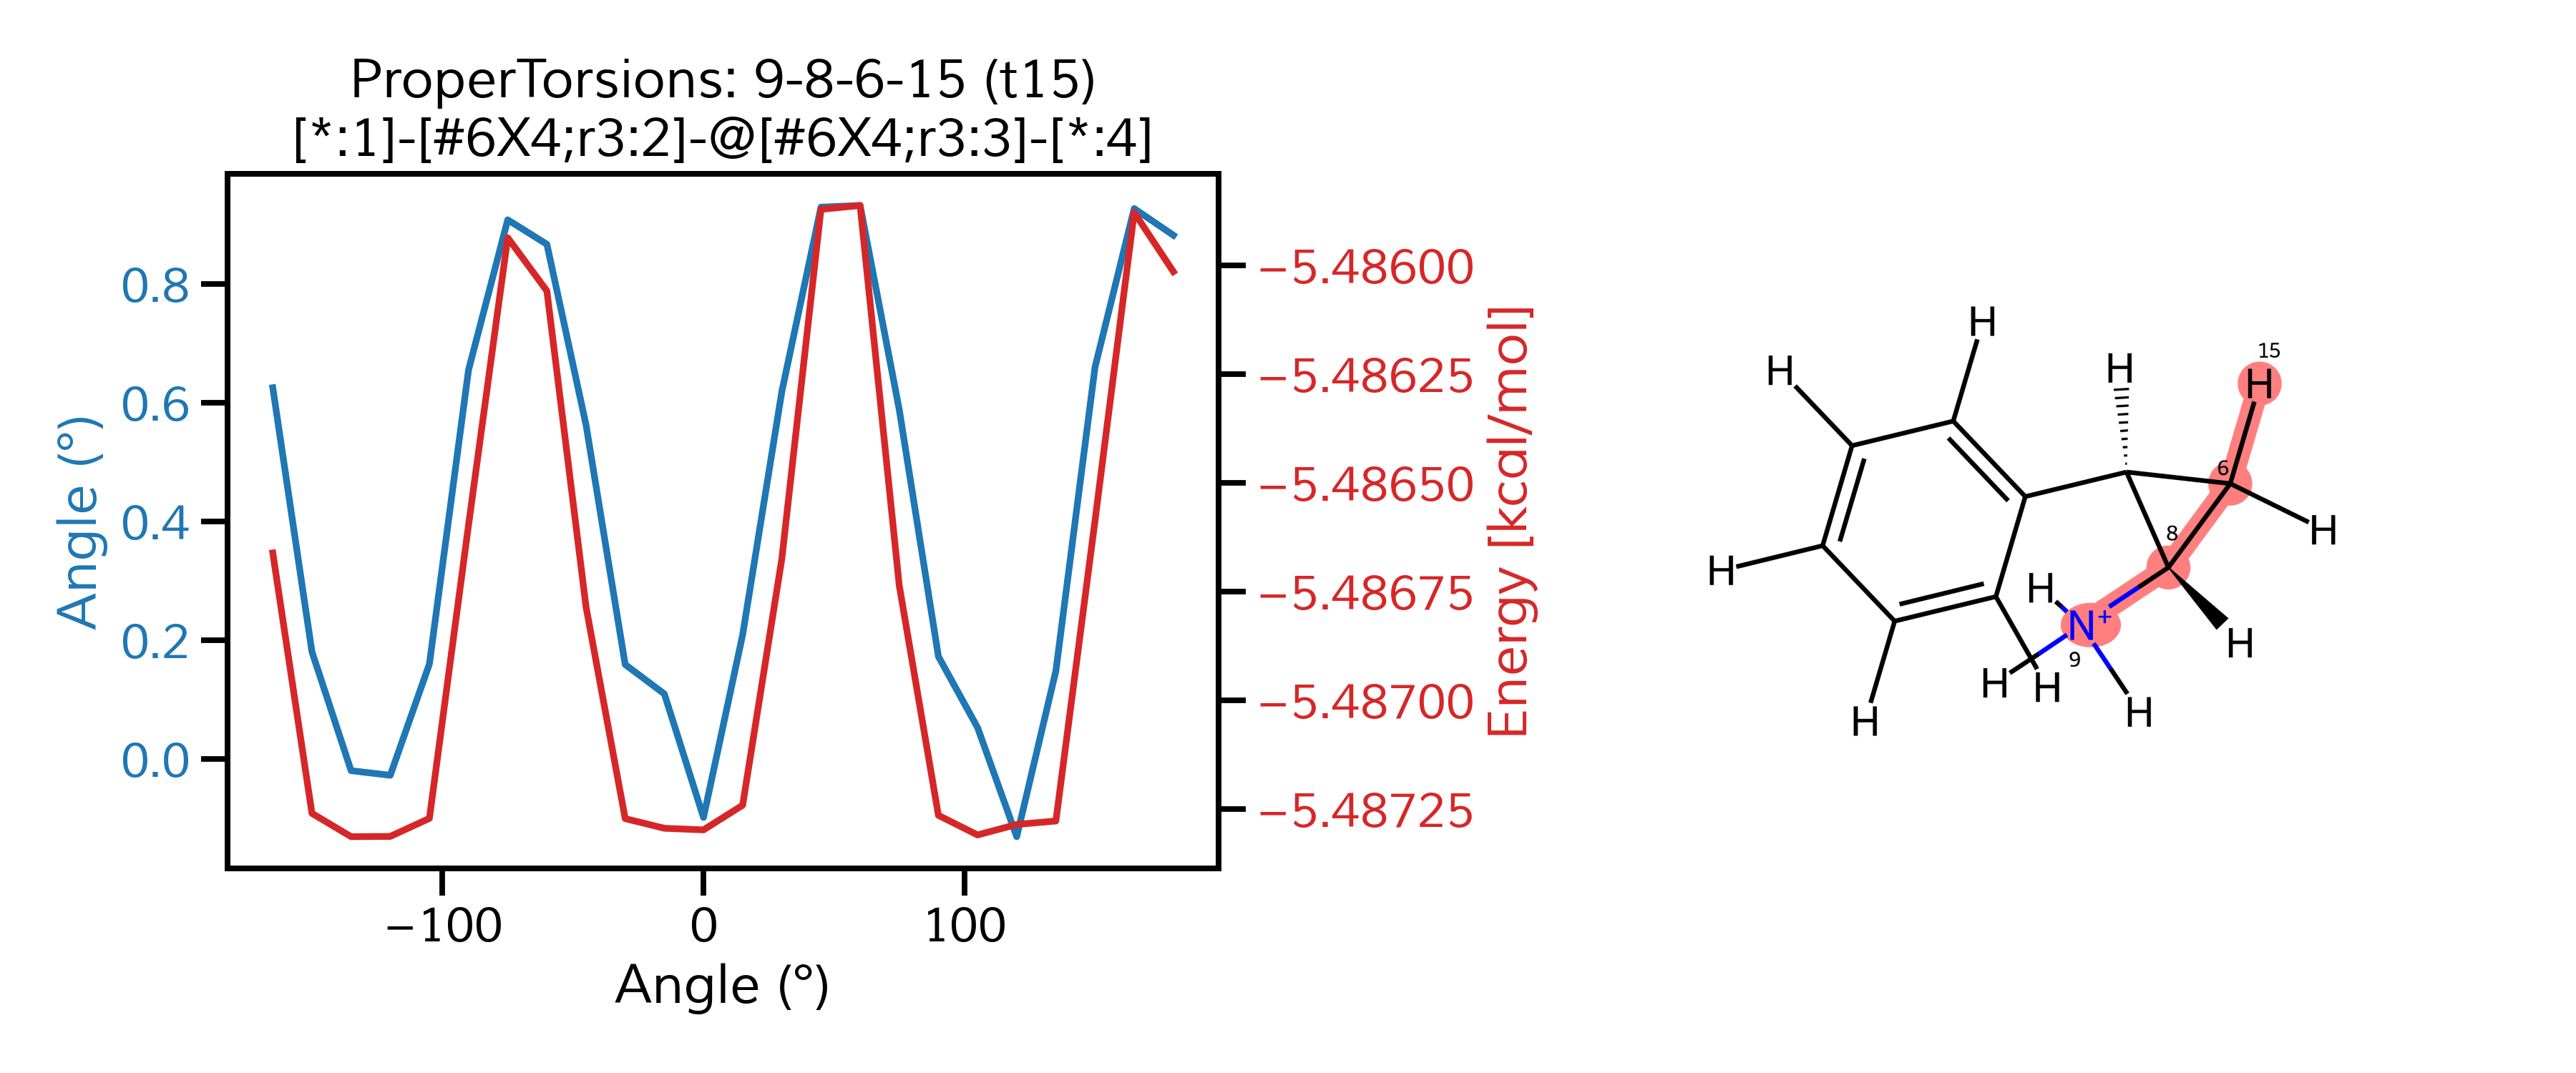 ProperTorsions: 9-8-6-15 (t15)
[*:1]-[#6X4;r3:2]-@[#6X4;r3:3]-[*:4]
Angle (°)
0.8
0.6
0.4
0.2
0.0
−5.48600
−5.48625
−5.48650
−5.48675
−5.48700
−5.48725
Energy [kcal/mol]
−100
0
100
Angle (°)
H
15
H
H
H
6
H
H
8
H
H
N+
9
H
H
H
H
H